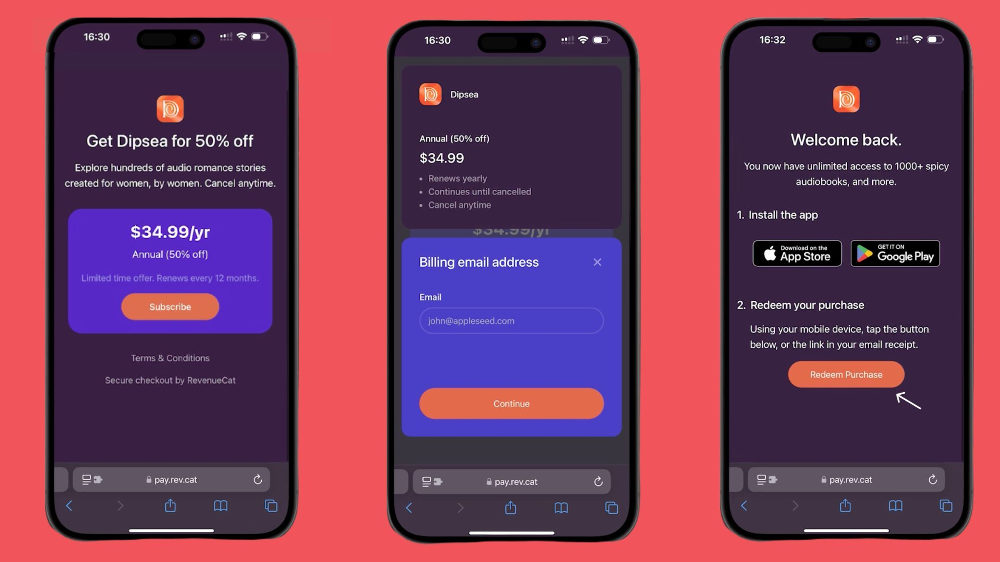 16:30
Get Dipsea for 50% off
Explore hundreds of audio romance stories
created for women, by women. Cancel anytime.
$34.99/yr
Annual (50% off)
Limited time offer. Renews every 12 months.
Subscribe
Terms & Conditions
Secure checkout by RevenueCat
pay.rev.cat
16:30
Dipsea
Annual (50% off)
$34.99
• Renews yearly
• Continues until cancelled
• Cancel anytime
$34.99/yr
Billing email address
Email
john@appleseed.com
Continue
pay.rev.cat
16:32
Welcome back.
You now have unlimited access to 1000+ spicy
audiobooks, and more.
1. Install the app
Download on the
App Store
GET IT ON
Google Play
2. Redeem your purchase
Using your mobile device, tap the button
below, or the link in your email receipt.
Redeem Purchase
pay.rev.cat